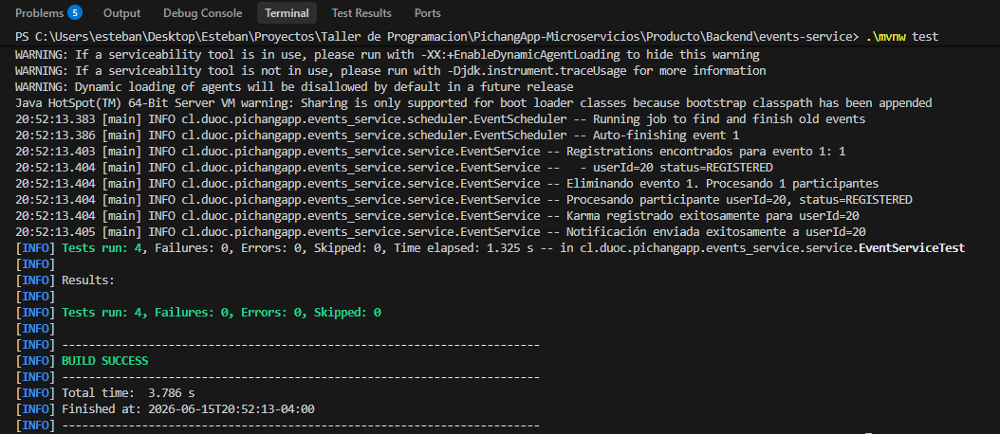 Problems 5 Output Debug Console Terminal Test Results Ports
PS C:\Users\esteban\Desktop\Esteban\Proyectos\Taller de Programacion\PichangApp-Microservicios\Producto\Backend\events-service> .\mvnw test
WARNING: If a serviceability tool is in use, please run with -XX:+EnableDynamicAgentLoading to hide this warning
WARNING: If a serviceability tool is not in use, please run with -Djdk.instrument.traceUsage for more information
WARNING: Dynamic loading of agents will be disallowed by default in a future release
Java HotSpot(TM) 64-Bit Server VM warning: Sharing is only supported for boot loader classes because bootstrap classpath has been appended
20:52:13.383 [main] INFO cl.duoc.pichangapp.events_service.scheduler.EventScheduler -- Running job to find and finish old events
20:52:13.386 [main] INFO cl.duoc.pichangapp.events_service.scheduler.EventScheduler -- Auto-finishing event 1
20:52:13.403 [main] INFO cl.duoc.pichangapp.events_service.service.EventService -- Registrations encontrados para evento 1: 1
20:52:13.404 [main] INFO cl.duoc.pichangapp.events_service.service.EventService --   - userId=20 status=REGISTERED
20:52:13.404 [main] INFO cl.duoc.pichangapp.events_service.service.EventService -- Eliminando evento 1. Procesando 1 participantes
20:52:13.404 [main] INFO cl.duoc.pichangapp.events_service.service.EventService -- Procesando participante userId=20, status=REGISTERED
20:52:13.404 [main] INFO cl.duoc.pichangapp.events_service.service.EventService -- Karma registrado exitosamente para userId=20
20:52:13.405 [main] INFO cl.duoc.pichangapp.events_service.service.EventService -- Notificación enviada exitosamente a userId=20
[INFO] Tests run: 4, Failures: 0, Errors: 0, Skipped: 0, Time elapsed: 1.325 s -- in cl.duoc.pichangapp.events_service.service.EventServiceTest
[INFO]
[INFO] Results:
[INFO]
[INFO] Tests run: 4, Failures: 0, Errors: 0, Skipped: 0
[INFO]
[INFO] ------------------------------------------------------------------------
[INFO] BUILD SUCCESS
[INFO] ------------------------------------------------------------------------
[INFO] Total time:  3.786 s
[INFO] Finished at: 2026-06-15T20:52:13-04:00
[INFO] ------------------------------------------------------------------------